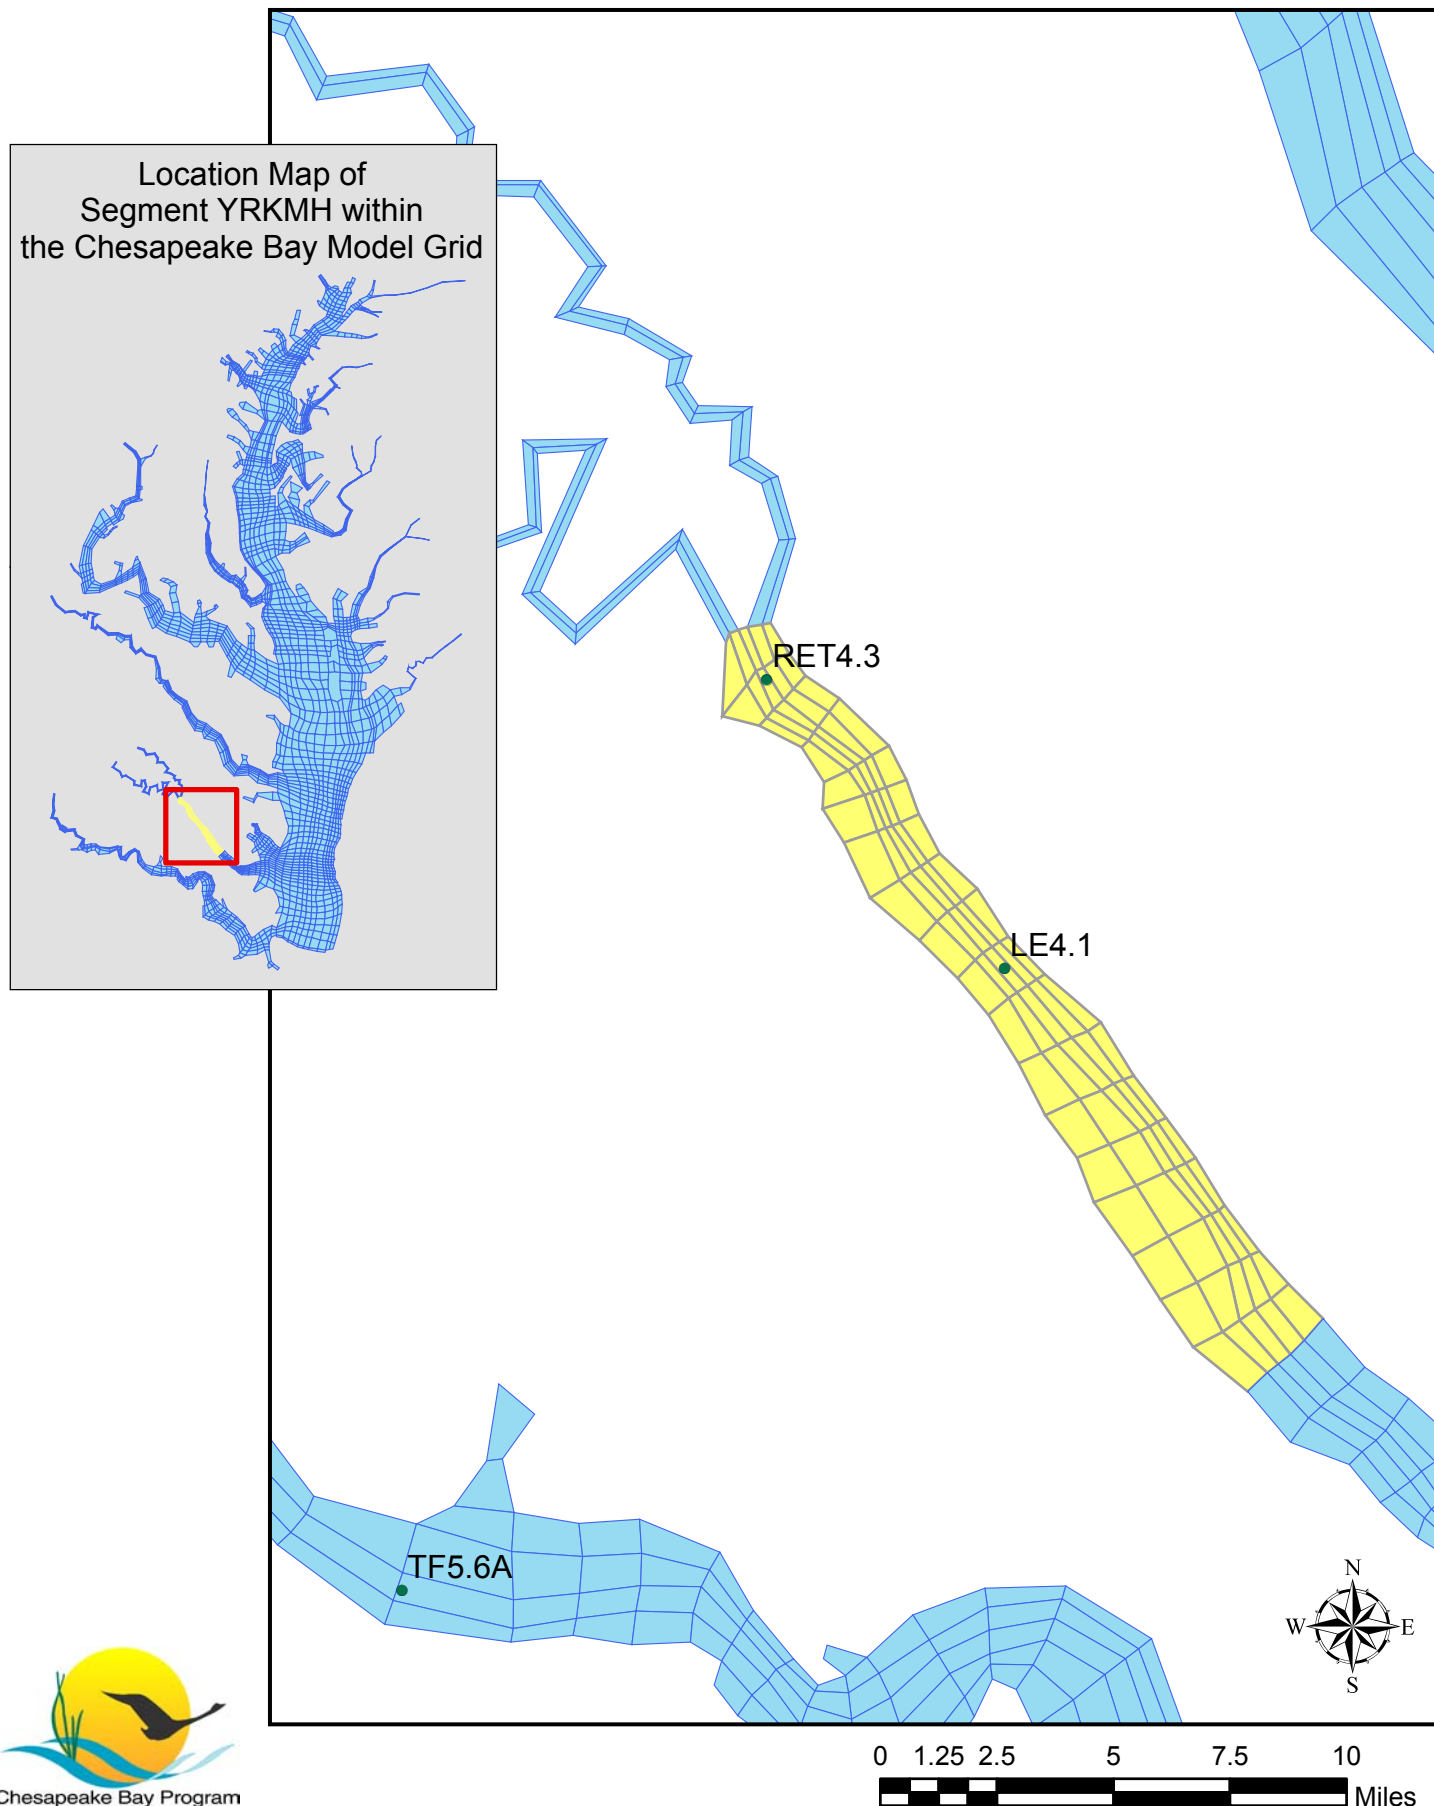 Location Map of
Segment YRKMH within
the Chesapeake Bay Model Grid
RET4.3
LE4.1
TF5.6A
N
W E
S
0 1.25 2.5 5 7.5 10
Miles
Chesapeake Bay Program